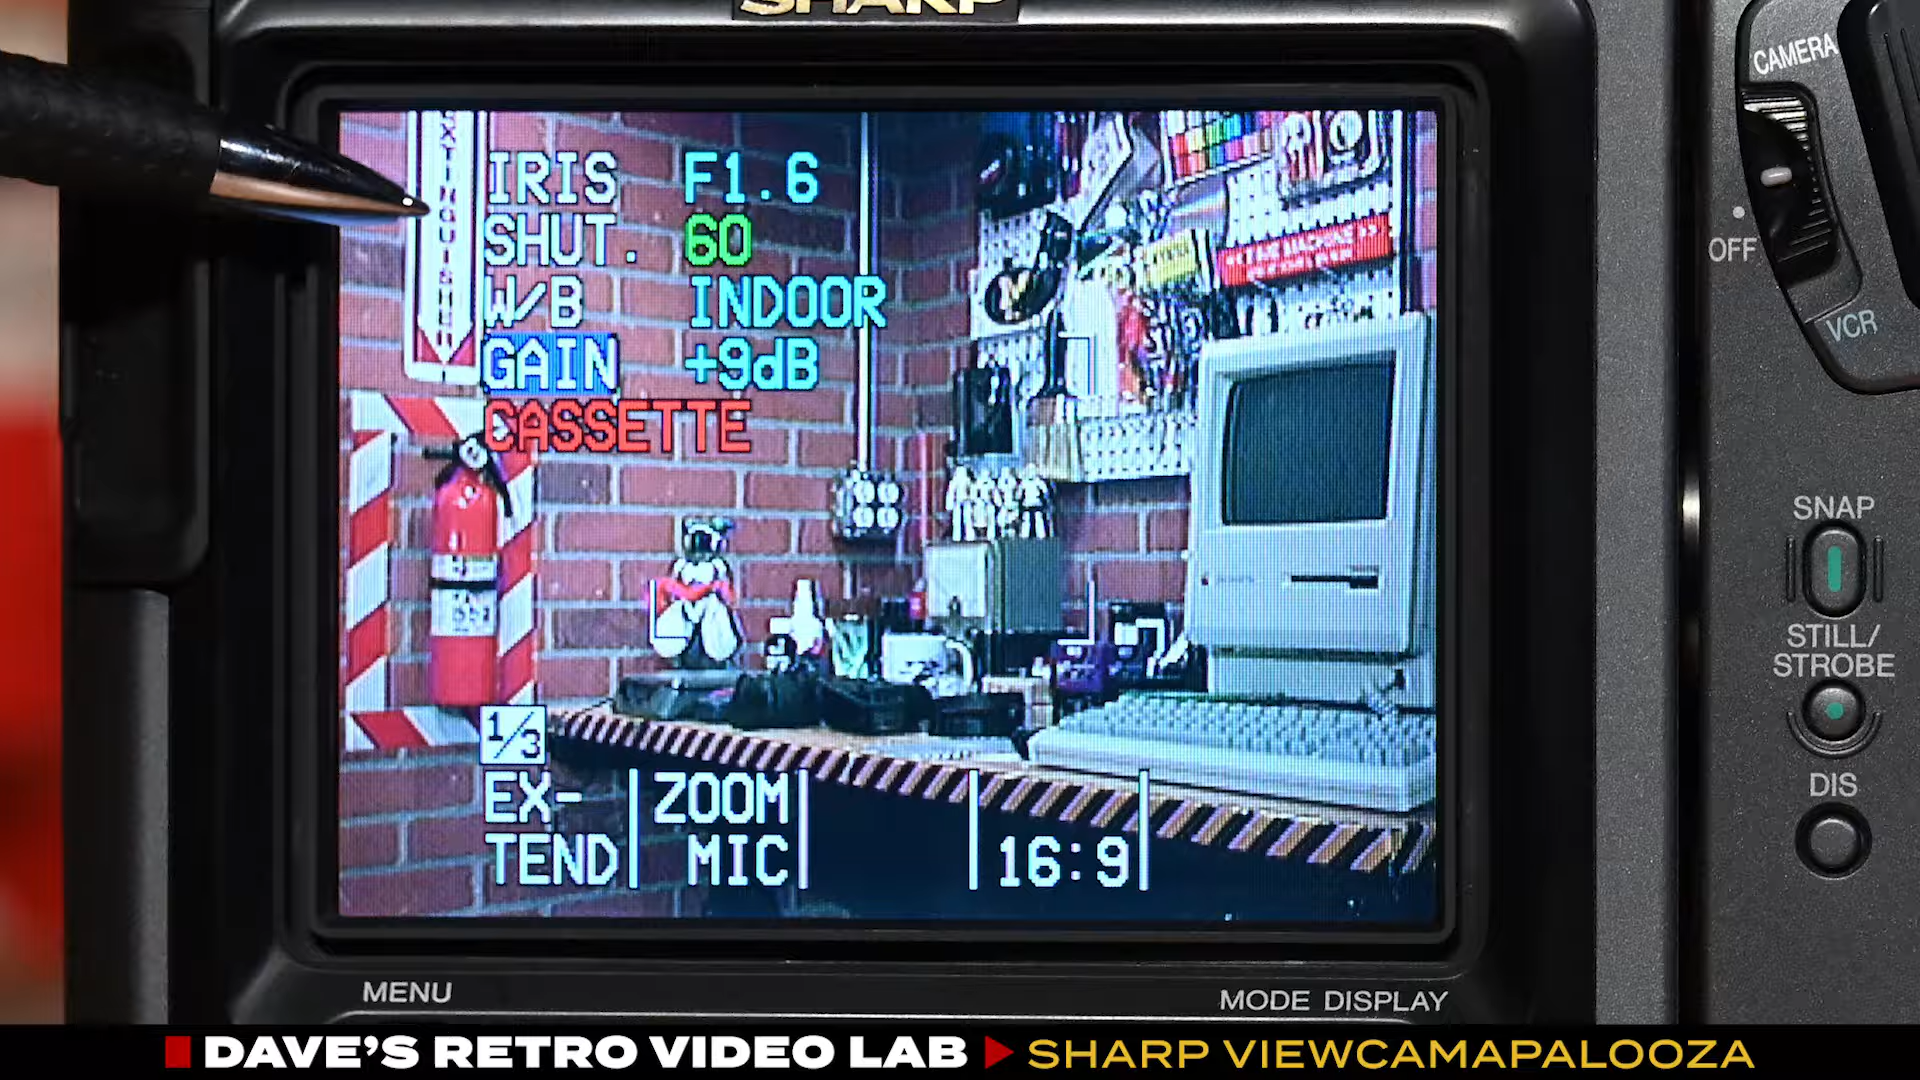 SHARP
CAMERA
OFF
VCR
IRIS F1.6
SHUT. 60
W/B INDOOR
GAIN +9dB
CASSETTE
1/3
EX-TEND
ZOOM MIC
16:9
SNAP
STILL/
STROBE
DIS
MENU
MODE DISPLAY
DAVE'S RETRO VIDEO LAB SHARP VIEWCAMAPALOOZA